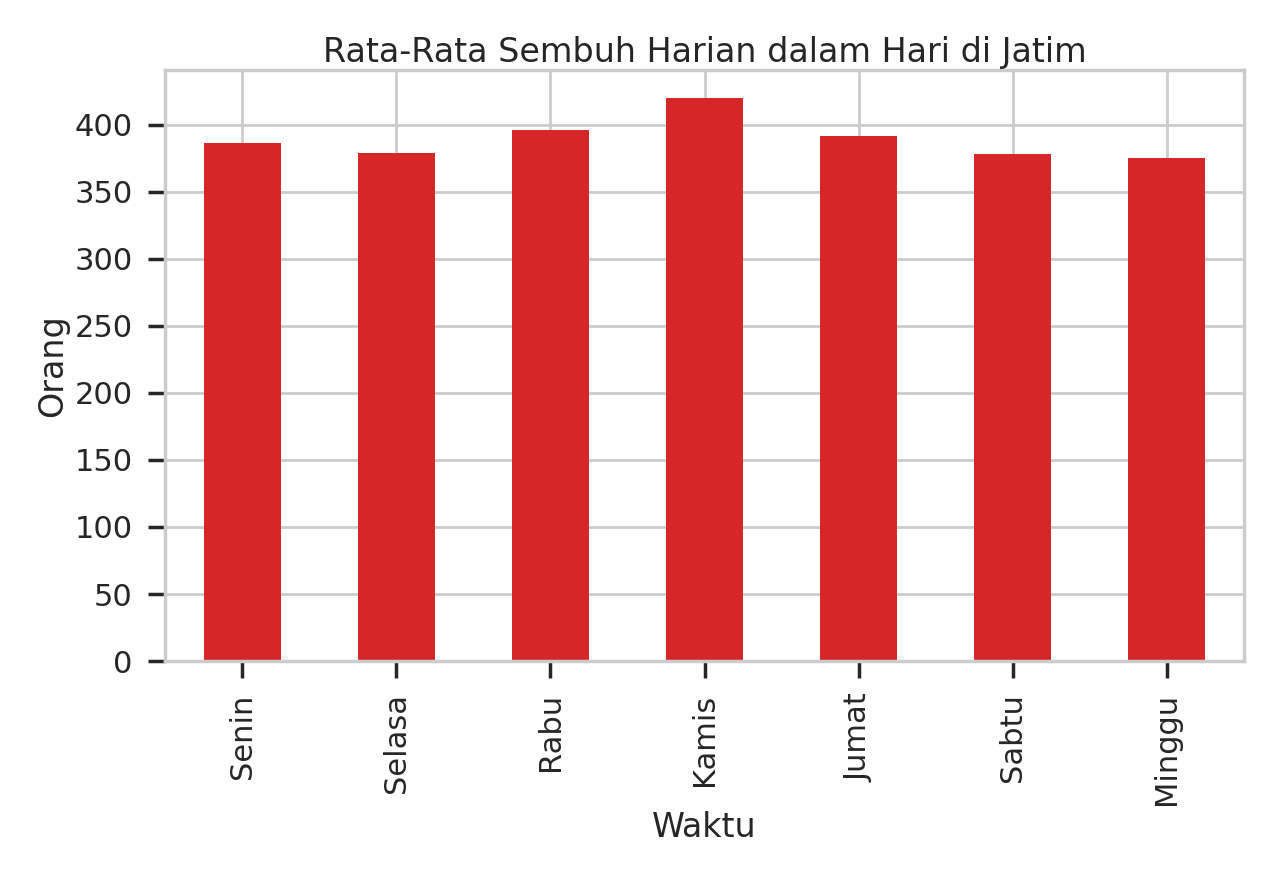 Rata-Rata Sembuh Harian dalam Hari di Jatim
Orang
400
350
300
250
200
150
100
50
0
Senin
Selasa
Rabu
Kamis
Jumat
Sabtu
Minggu
Waktu